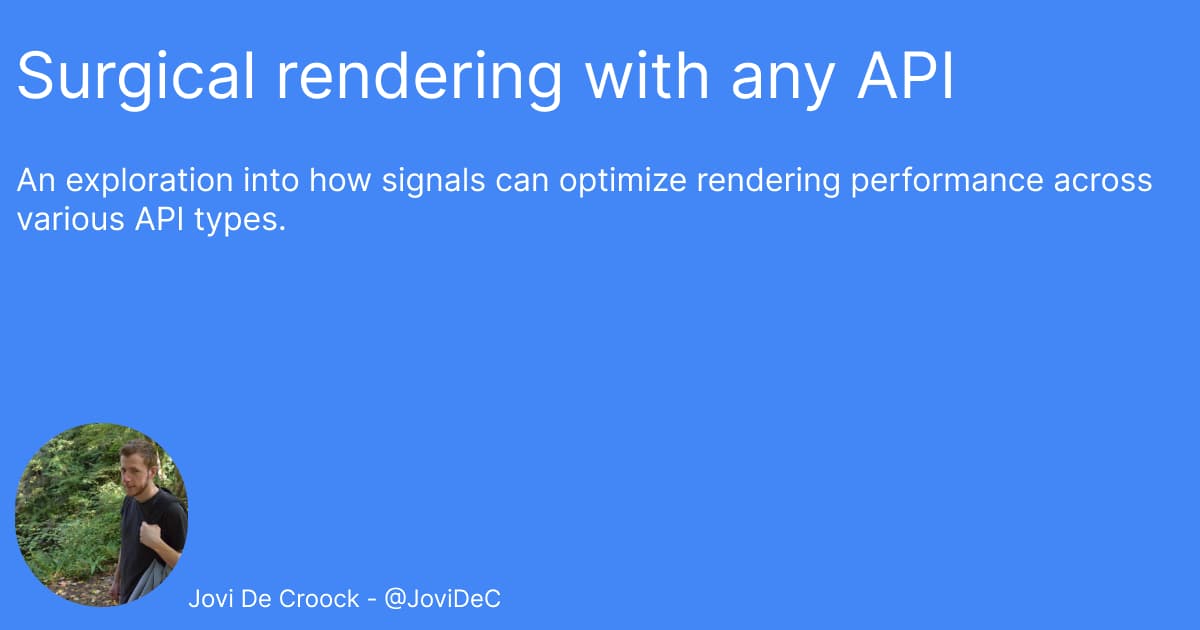 Surgical rendering with any API
An exploration into how signals can optimize rendering performance across
various API types.
Jovi De Croock - @JoviDeC